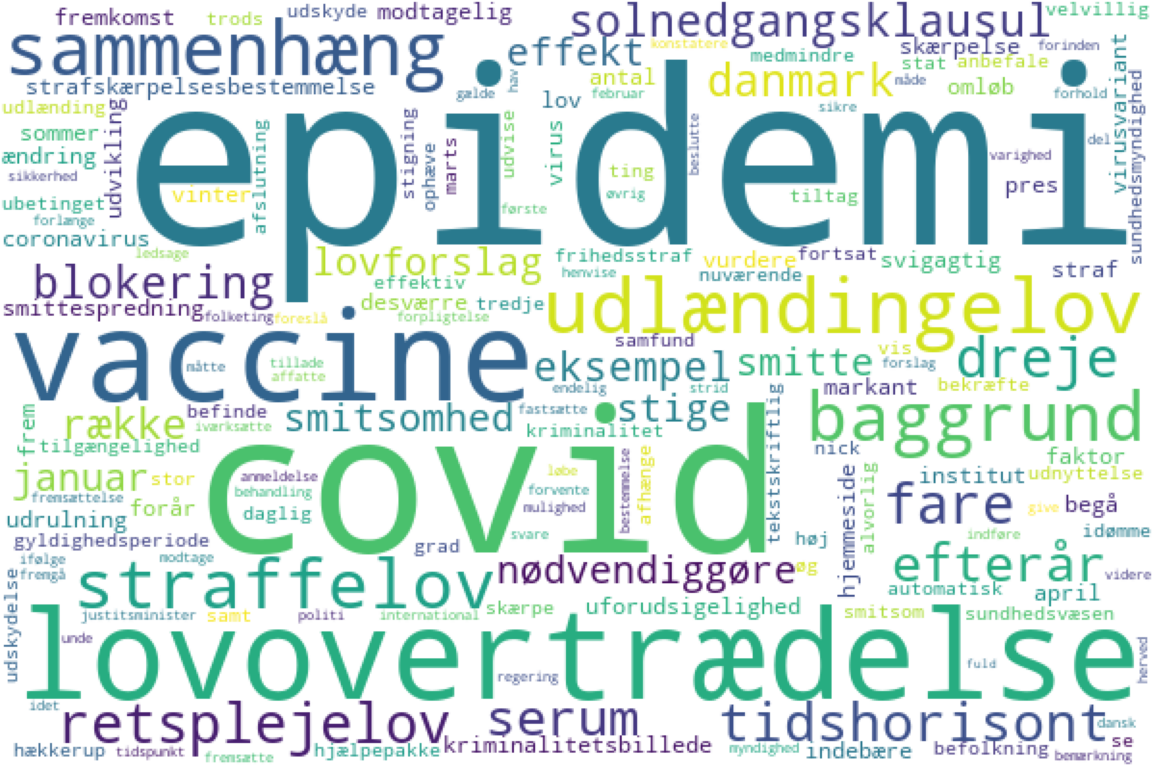 fremkomst
trods
udskyde
modtagelig
solnedgangsklausul
velvillig
sammenhæng
effekt
konstatere
medmindre
skærpelse
forinden
strafskærpelsesbestemmelse
gælde
hav
antal
februar
danmark
måde
stat
anbefale
omløb
forhold
virusvariant
sundhedsmyndighed
udlænding
sommer
ændring
sikkerhed
udvikling
epidemi
lov
sikre
ubetinget
forlænge
coronavirus
vinter
afslutning
stigning
ophæve
marts
udvise
første
virus
ting
øvrig
beslutte
tiltag
varighed
pres
del
ledsage
blokering
lovforslag
effektiv
desværre
tredje
forpligtelse
frihedsstraf
henvise
vurdere
nuværende
fortsat
svigagtig
straf
smittespredning
folketing
foreslå
udlændingelov
vaccine
måtte
tillade
affatte
samfund
eksempel
endelig
strid
smitte
vis
forslag
dreje
frem
række
befinde
iværksætte
smitsomhed
fastsætte
stige
kriminalitet
tekstskriftlig
markant
bekræfte
baggrund
tilgængelighed
januar
stor
fremsættelse
forår
udrulning
gyldighedsperiode
covid
anmeldelse
behandling
daglig
løbe
forvente
mulighed
svare
bestemmelse
afhænge
nick
hjemmeside
alvorlig
institut
faktor
udnyttelse
fare
give
begå
høj
indføre
idømme
ifølge
fremgå
modtage
grad
straffelov
nødvendiggøre
øg
efterår
videre
automatisk
april
udskydelse
justitsminister
samt
politi
international
skærpe
uforudsigelighed
smitsom
sundhedsvæsen
unde
lovovertrædelse
regering
fuld
herved
idet
retsplejelov
serum
tidshorisont
dansk
hækkerup
tidspunkt
fremsætte
hjælpepakke
kriminalitetsbillede
myndighed
indebære
befolkning
se
bemærkning